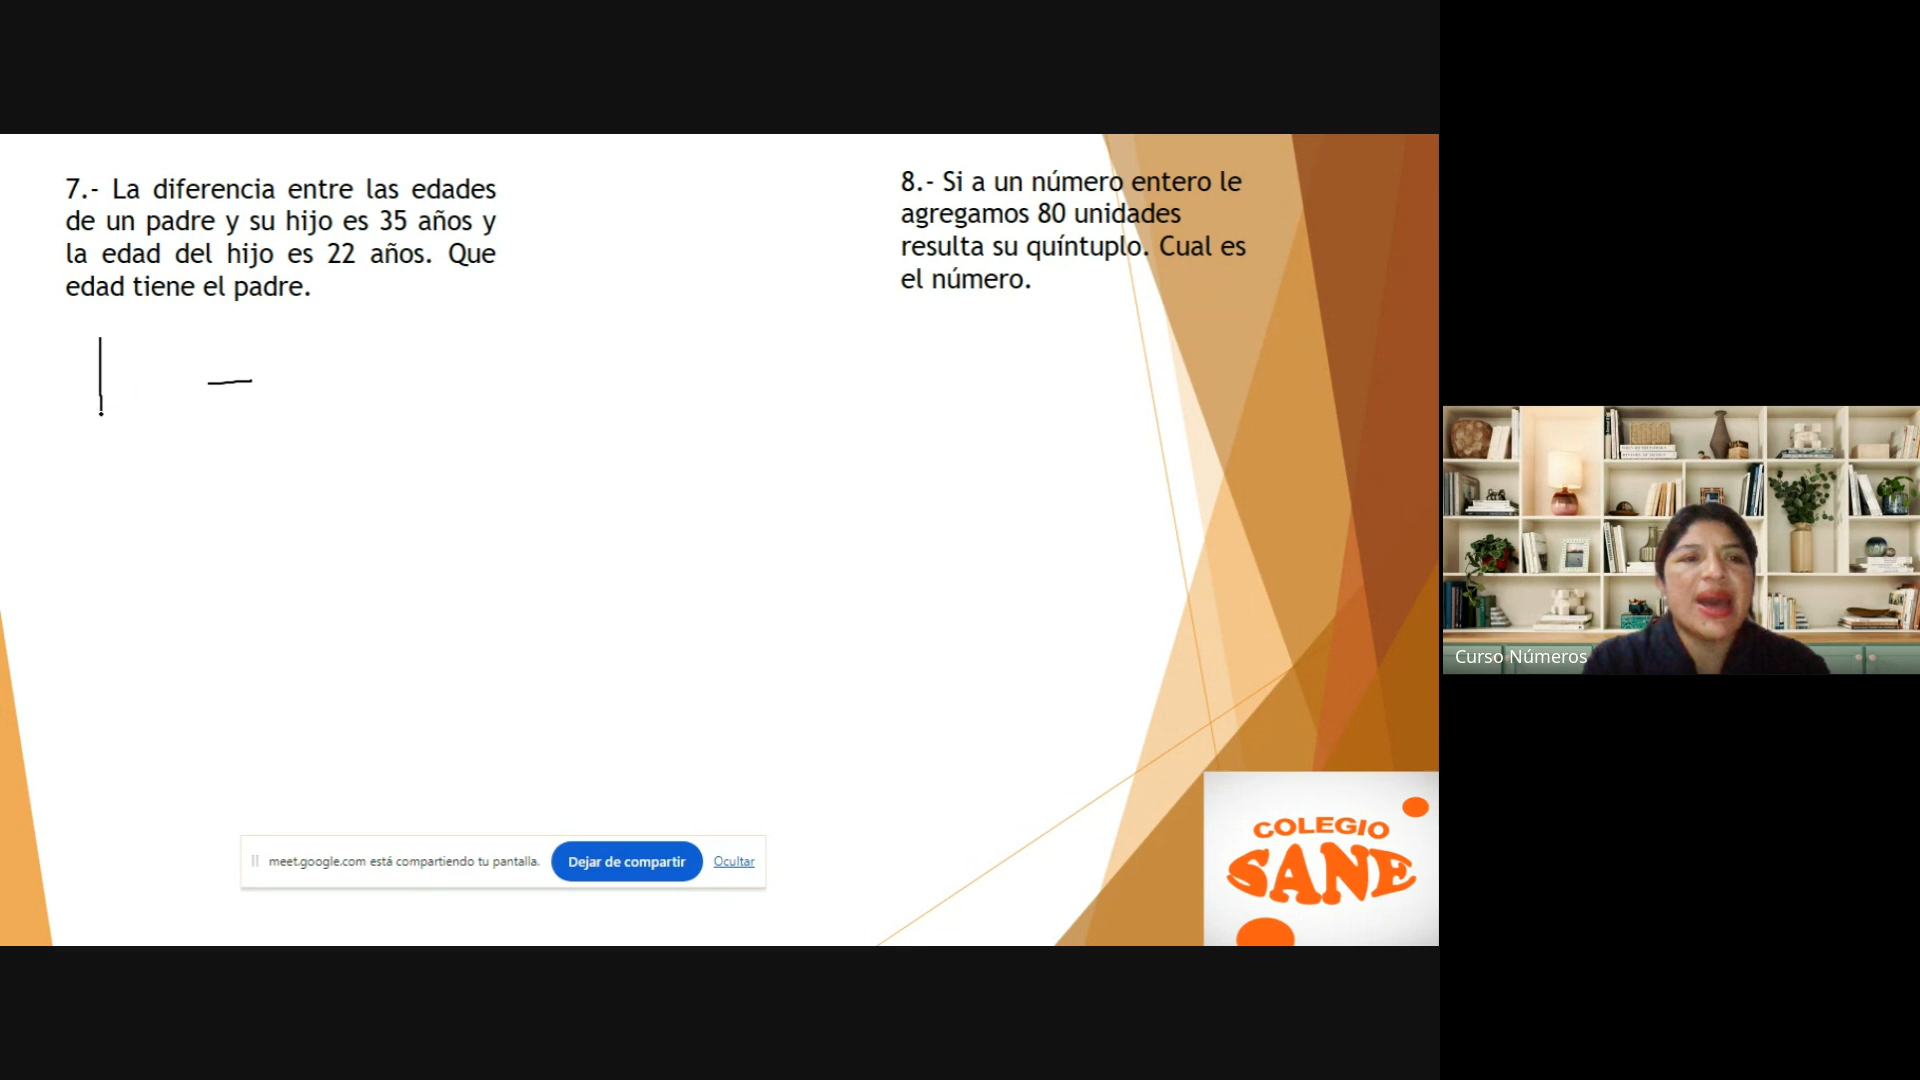 7.- La diferencia entre las edades
de un padre y su hijo es 35 años y
la edad del hijo es 22 años. Que
edad tiene el padre.
8.- Si a un número entero le
agregamos 80 unidades
resulta su quíntuplo. Cual es
el número.
meet.google.com está compartiendo tu pantalla. Dejar de compartir Ocultar
COLEGIO
SANE
Curso Números